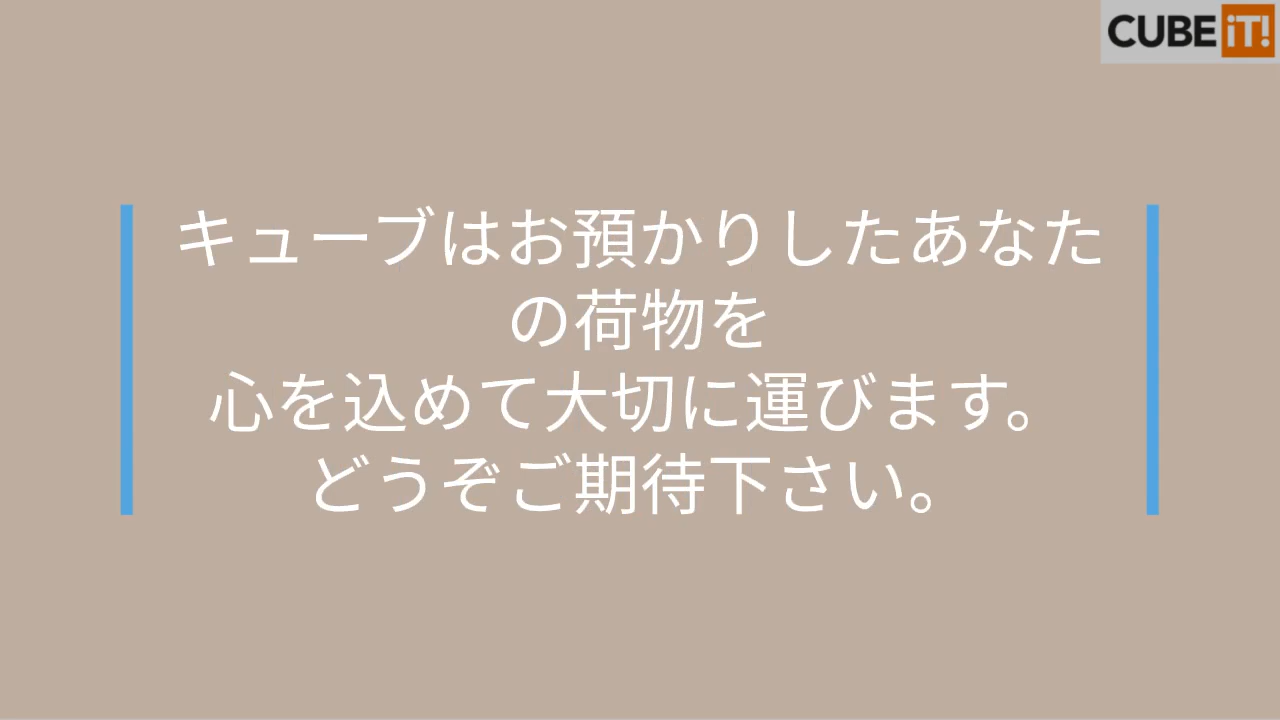 CUBE iT!
キューブはお預かりしたあなた
の荷物を
心を込めて大切に運びます。
どうぞご期待下さい。